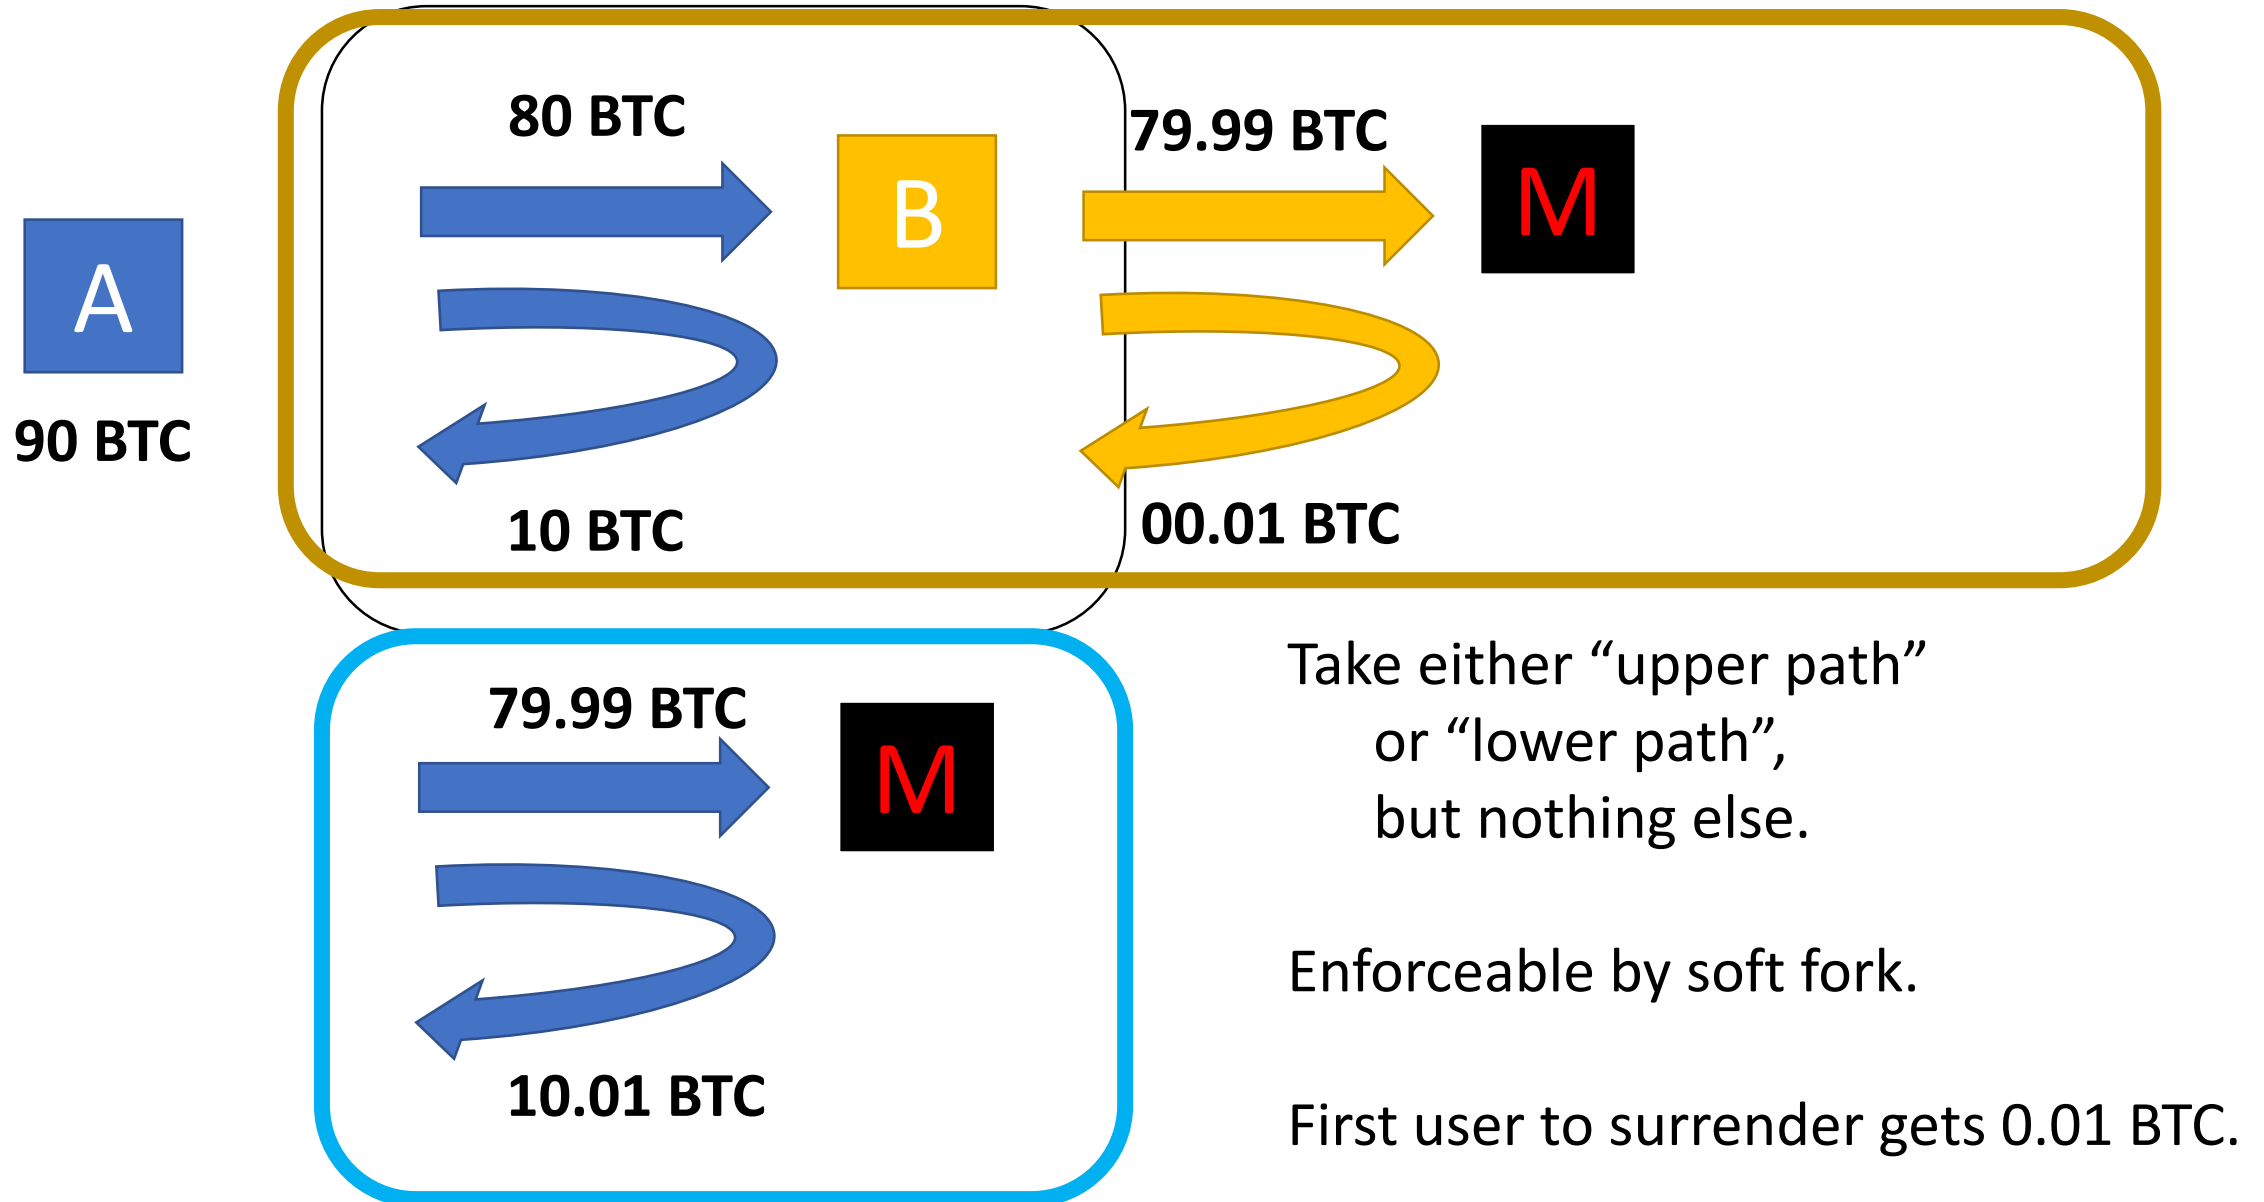 80 BTC
79.99 BTC
A
B
M
90 BTC
10 BTC
00.01 BTC
79.99 BTC
M
10.01 BTC
Take either “upper path”
or “lower path”,
but nothing else.
Enforceable by soft fork.
First user to surrender gets 0.01 BTC.